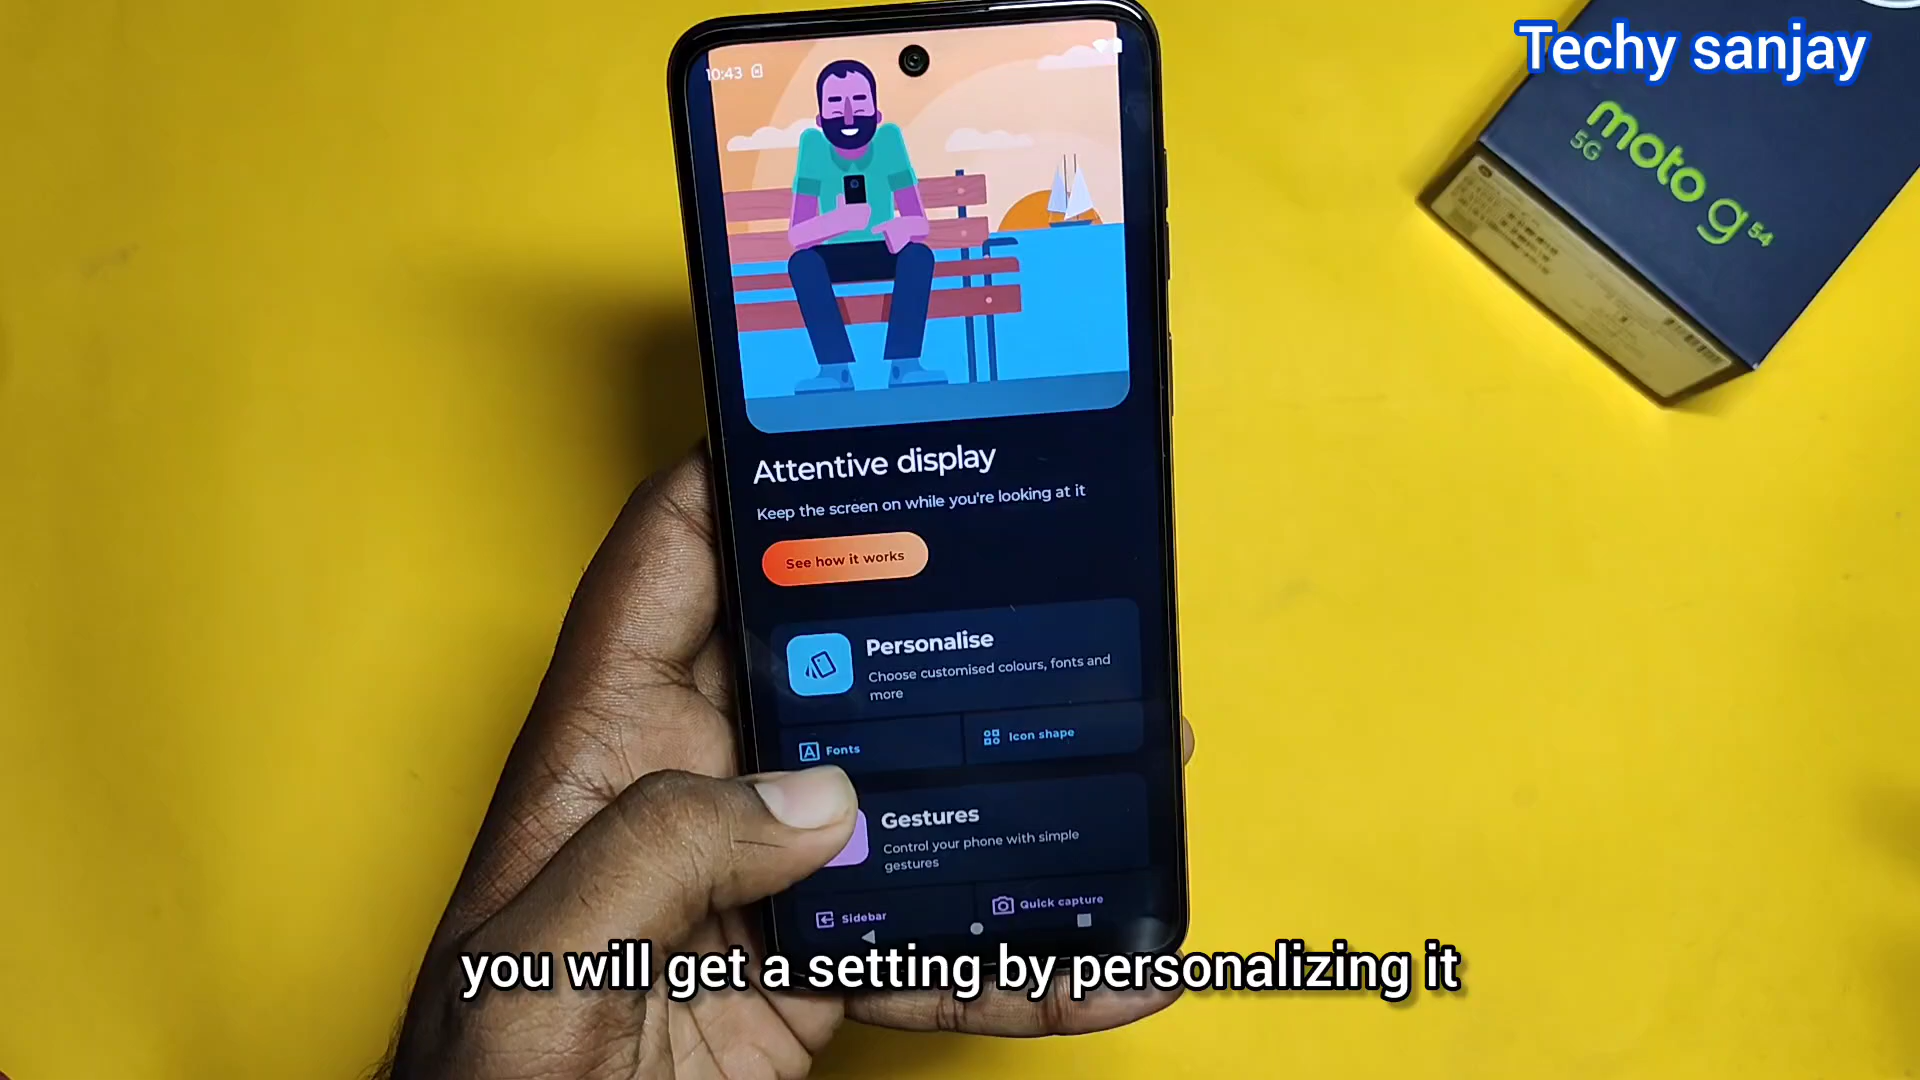 Techy sanjay
moto g 54
5G
10:43
Attentive display
Keep the screen on while you're looking at it
See how it works
Personalise
Choose customised colours, fonts and
more
Fonts
Icon shape
Gestures
Control your phone with simple
gestures
Sidebar
Quick capture
you will get a setting by personalizing it